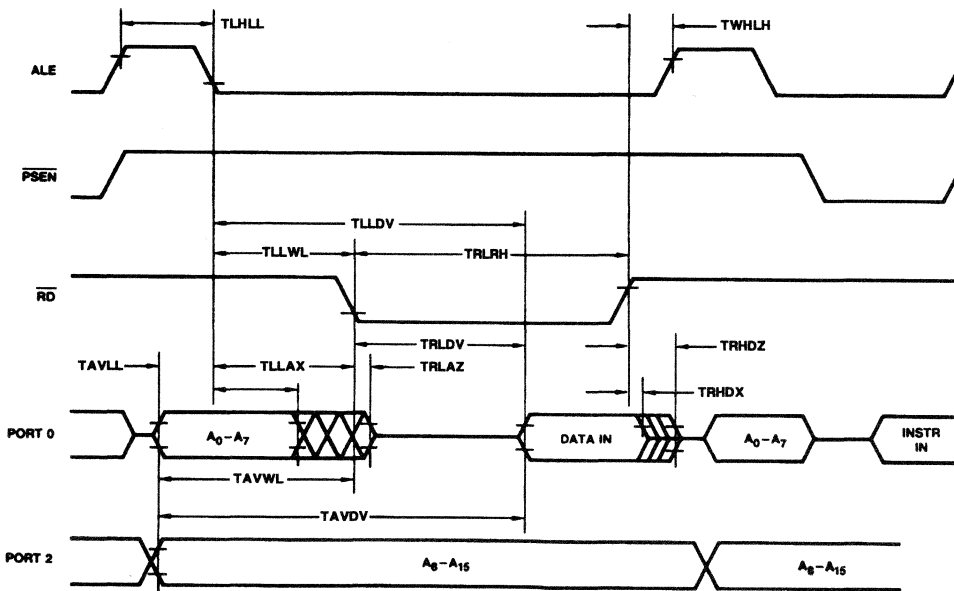 TLHLL
TWHLH
ALE
PSEN
TLLDV
TLLWL
TRLRH
RD
TRLDV
TRHDZ
TAVLL
TLLAX
TRLAZ
TRHDX
PORT 0
A₀–A₇
DATA IN
A₀–A₇
INSTR
IN
TAVWL
TAVDV
PORT 2
A₈–A₁₅
A₈–A₁₅